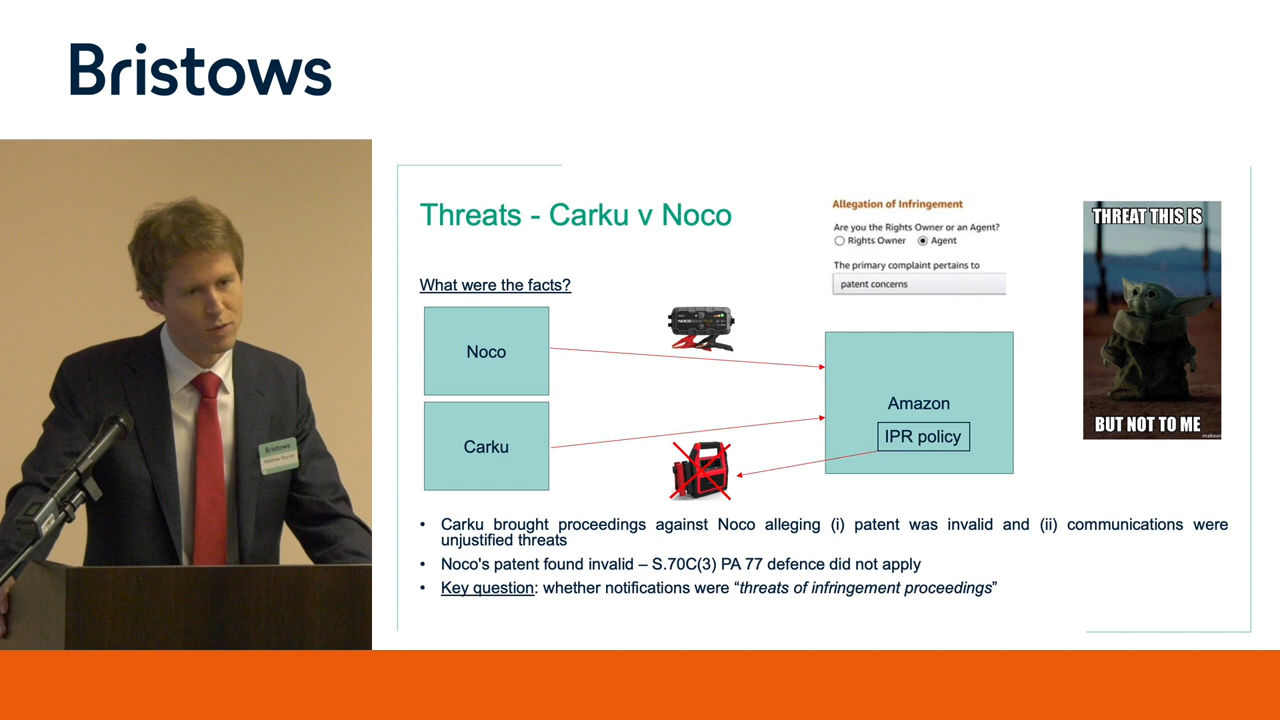 Bristows
Threats - Carku v Noco
What were the facts?
Noco
Carku
Allegation of Infringement
Are you the Rights Owner or an Agent?
Rights Owner Agent
The primary complaint pertains to
patent concerns
NOCO
Amazon
IPR policy
THREAT THIS IS
BUT NOT TO ME
Bristows
Matthew
• Carku brought proceedings against Noco alleging (i) patent was invalid and (ii) communications were
unjustified threats
• Noco's patent found invalid – S.70C(3) PA 77 defence did not apply
• Key question: whether notifications were “threats of infringement proceedings”